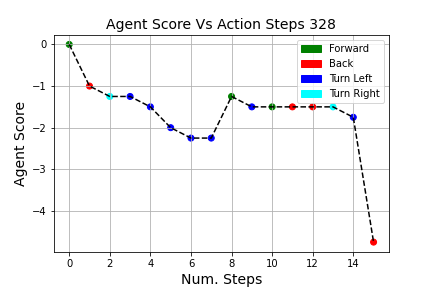 Agent Score Vs Action Steps 328
Forward
Back
Turn Left
Turn Right
Agent Score
0
−1
−2
−3
−4
0 2 4 6 8 10 12 14
Num. Steps